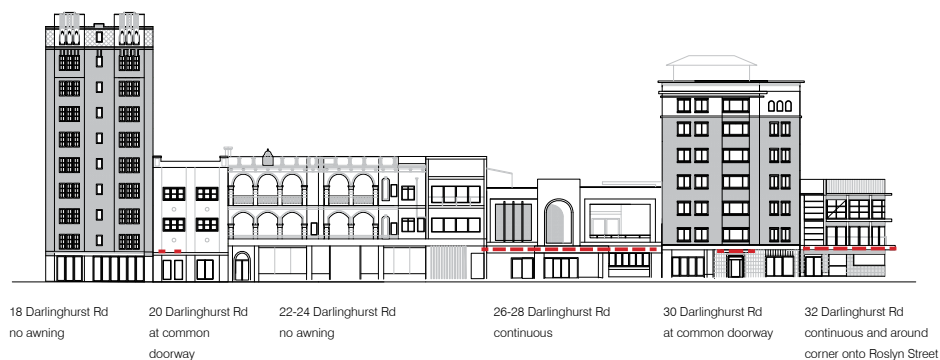 18 Darlinghurst Rd
no awning
20 Darlinghurst Rd
at common
doorway
22-24 Darlinghurst Rd
no awning
26-28 Darlinghurst Rd
continuous
30 Darlinghurst Rd
at common doorway
32 Darlinghurst Rd
continuous and around
corner onto Roslyn Street